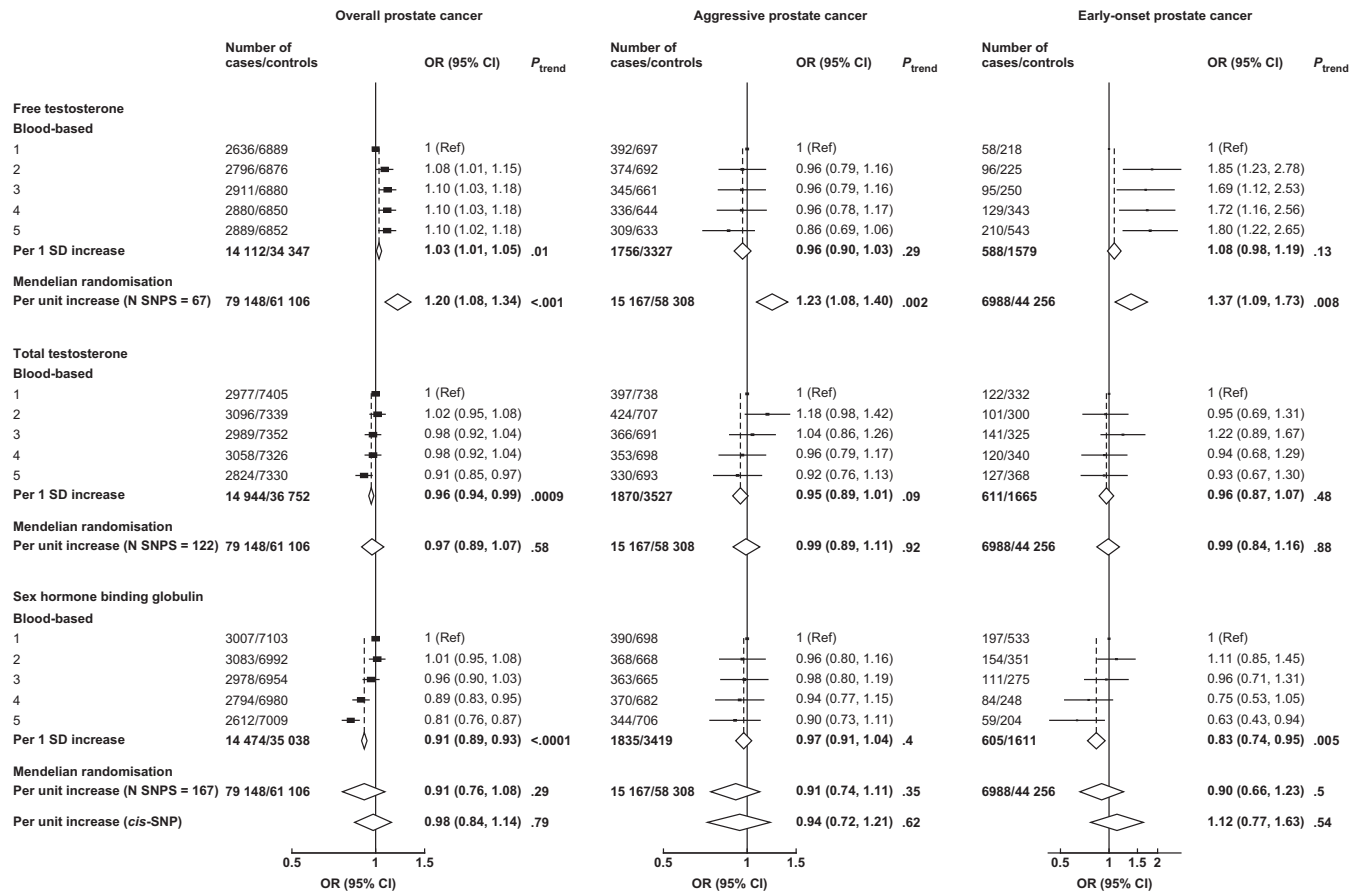 Overall prostate cancer Aggressive prostate cancer Early-onset prostate cancer
Number of cases/controls OR (95% CI) Ptrend Number of cases/controls OR (95% CI) Ptrend Number of cases/controls OR (95% CI) Ptrend
Free testosterone
Blood-based
1 2636/6889 1 (Ref) 392/697 1 (Ref) 58/218 1 (Ref)
2 2796/6876 1.08 (1.01, 1.15) 374/692 0.96 (0.79, 1.16) 96/225 1.85 (1.23, 2.78)
3 2911/6880 1.10 (1.03, 1.18) 345/661 0.96 (0.79, 1.16) 95/250 1.69 (1.12, 2.53)
4 2880/6850 1.10 (1.03, 1.18) 336/644 0.96 (0.78, 1.17) 129/343 1.72 (1.16, 2.56)
5 2889/6852 1.10 (1.02, 1.18) 309/633 0.86 (0.69, 1.06) 210/543 1.80 (1.22, 2.65)
Per 1 SD increase 14 112/34 347 1.03 (1.01, 1.05) .01 1756/3327 0.96 (0.90, 1.03) .29 588/1579 1.08 (0.98, 1.19) .13
Mendelian randomisation
Per unit increase (N SNPS = 67) 79 148/61 106 1.20 (1.08, 1.34) <.001 15 167/58 308 1.23 (1.08, 1.40) .002 6988/44 256 1.37 (1.09, 1.73) .008
Total testosterone
Blood-based
1 2977/7405 1 (Ref) 397/738 1 (Ref) 122/332 1 (Ref)
2 3096/7339 1.02 (0.95, 1.08) 424/707 1.18 (0.98, 1.42) 101/300 0.95 (0.69, 1.31)
3 2989/7352 0.98 (0.92, 1.04) 366/691 1.04 (0.86, 1.26) 141/325 1.22 (0.89, 1.67)
4 3058/7326 0.98 (0.92, 1.04) 353/698 0.96 (0.79, 1.17) 120/340 0.94 (0.68, 1.29)
5 2824/7330 0.91 (0.85, 0.97) 330/693 0.92 (0.76, 1.13) 127/368 0.93 (0.67, 1.30)
Per 1 SD increase 14 944/36 752 0.96 (0.94, 0.99) .0009 1870/3527 0.95 (0.89, 1.01) .09 611/1665 0.96 (0.87, 1.07) .48
Mendelian randomisation
Per unit increase (N SNPS = 122) 79 148/61 106 0.97 (0.89, 1.07) .58 15 167/58 308 0.99 (0.89, 1.11) .92 6988/44 256 0.99 (0.84, 1.16) .88
Sex hormone binding globulin
Blood-based
1 3007/7103 1 (Ref) 390/698 1 (Ref) 197/533 1 (Ref)
2 3083/6992 1.01 (0.95, 1.08) 368/668 0.96 (0.80, 1.16) 154/351 1.11 (0.85, 1.45)
3 2978/6954 0.96 (0.90, 1.03) 363/665 0.98 (0.80, 1.19) 111/275 0.96 (0.71, 1.31)
4 2794/6980 0.89 (0.83, 0.95) 370/682 0.94 (0.77, 1.15) 84/248 0.75 (0.53, 1.05)
5 2612/7009 0.81 (0.76, 0.87) 344/706 0.90 (0.73, 1.11) 59/204 0.63 (0.43, 0.94)
Per 1 SD increase 14 474/35 038 0.91 (0.89, 0.93) <.0001 1835/3419 0.97 (0.91, 1.04) .4 605/1611 0.83 (0.74, 0.95) .005
Mendelian randomisation
Per unit increase (N SNPS = 167) 79 148/61 106 0.91 (0.76, 1.08) .29 15 167/58 308 0.91 (0.74, 1.11) .35 6988/44 256 0.90 (0.66, 1.23) .5
Per unit increase (cis-SNP) 0.98 (0.84, 1.14) .79 0.94 (0.72, 1.21) .62 1.12 (0.77, 1.63) .54
0.5 1 1.5 0.5 1 1.5 0.5 1 1.5 2
OR (95% CI) OR (95% CI) OR (95% CI)